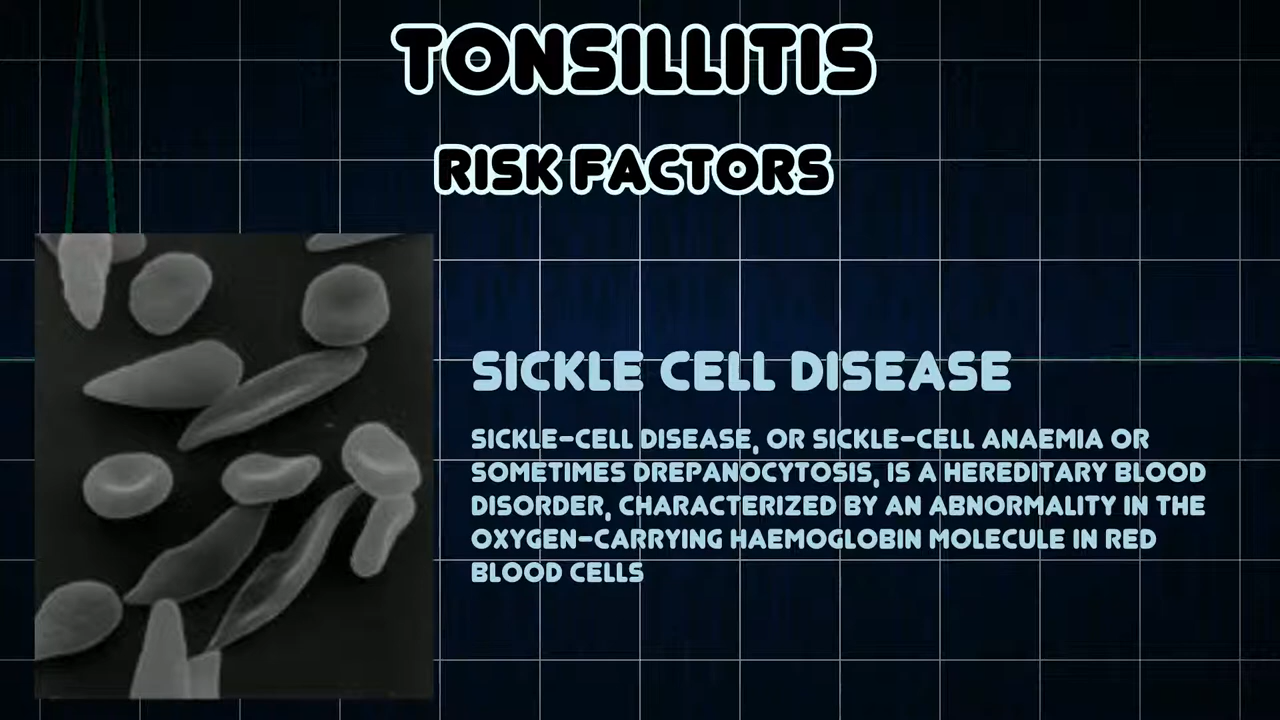 TONSILLITIS
RISK FACTORS
SICKLE CELL DISEASE
SICKLE-CELL DISEASE, OR SICKLE-CELL ANAEMIA OR
SOMETIMES DREPANOCYTOSIS, IS A HEREDITARY BLOOD
DISORDER, CHARACTERIZED BY AN ABNORMALITY IN THE
OXYGEN-CARRYING HAEMOGLOBIN MOLECULE IN RED
BLOOD CELLS